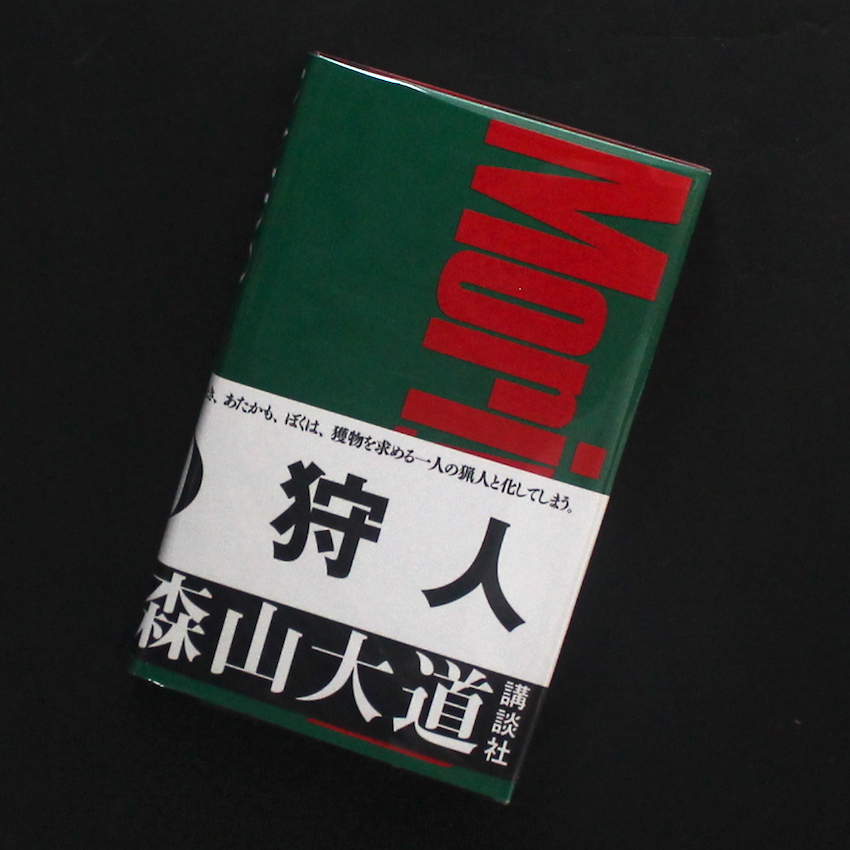 Mori
き、あたかも、ぼくは、獲物を求める一人の猟人と化してしまう。
狩人
森山大道
講談社